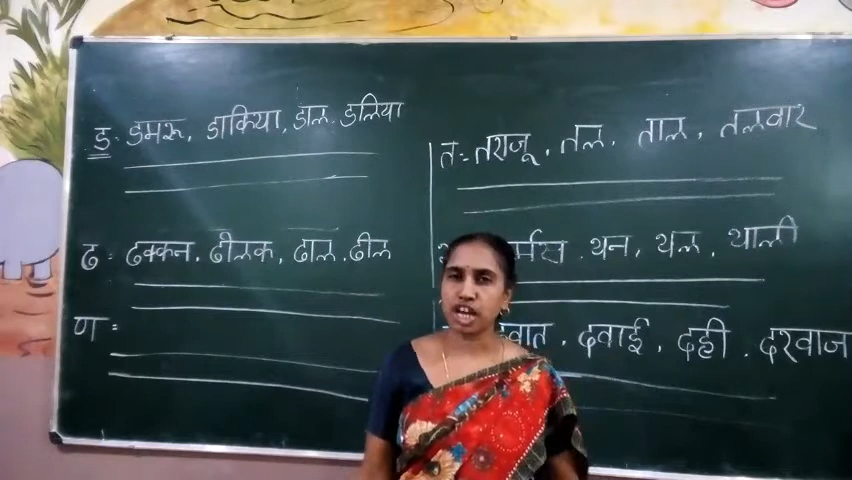 ड : डमरू, डाकिया, डाल. डलिया
ढ : ढक्कन. ढोलक, ढाल. ढील
ण :
त :- तराजू. तल. ताल, तलवार
थन, थल. थाली
दवाई, दही . दरवाज